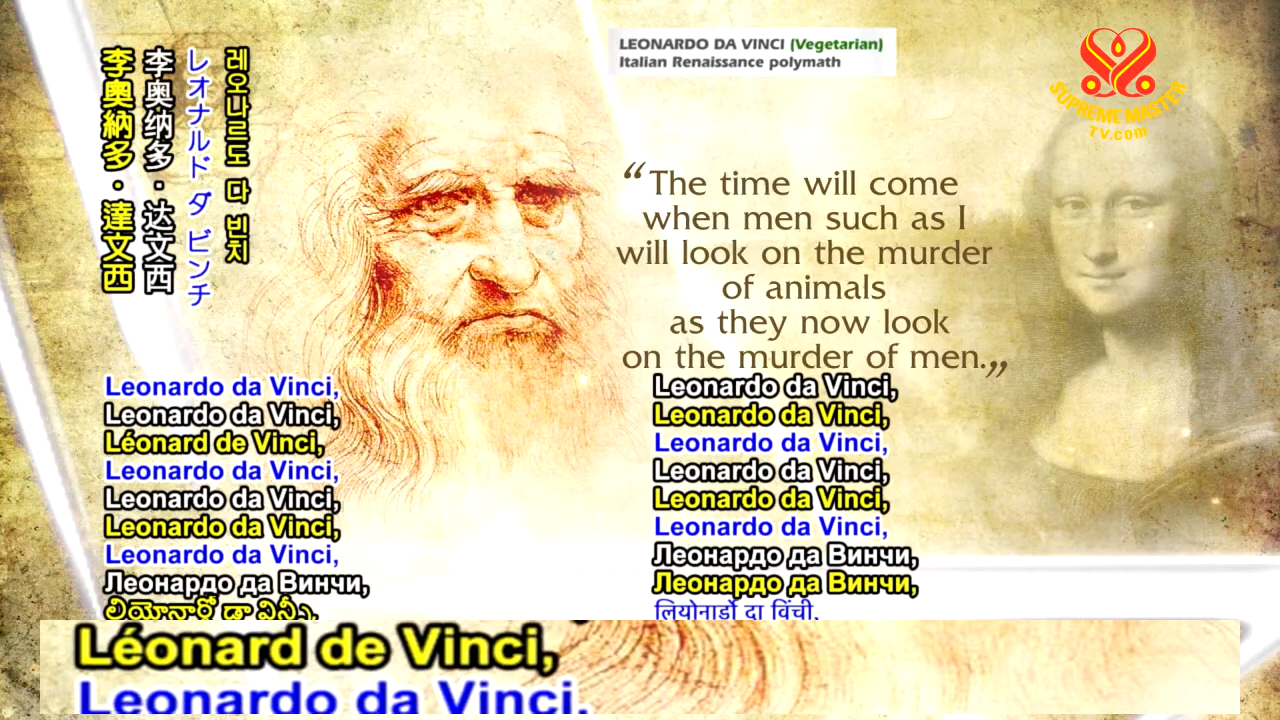 李奧納多·達文西
李奥纳多·达文西
レオナルド ダ ビンチ
레오나르도 다 빈치
LEONARDO DA VINCI (Vegetarian)
Italian Renaissance polymath
SUPREME MASTER
TV.com
“The time will come
when men such as I
will look on the murder
of animals
as they now look
on the murder of men.„
Leonardo da Vinci,
Leonardo da Vinci,
Léonard de Vinci,
Leonardo da Vinci,
Leonardo da Vinci,
Leonardo da Vinci,
Leonardo da Vinci,
Леонардо да Винчи,
Leonardo da Vinci,
Leonardo da Vinci,
Leonardo da Vinci,
Leonardo da Vinci,
Leonardo da Vinci,
Leonardo da Vinci,
Леонардо да Винчи,
Леонардо да Винчи,
लियोनार्डो दा विंची,
Léonard de Vinci,
Leonardo da Vinci,